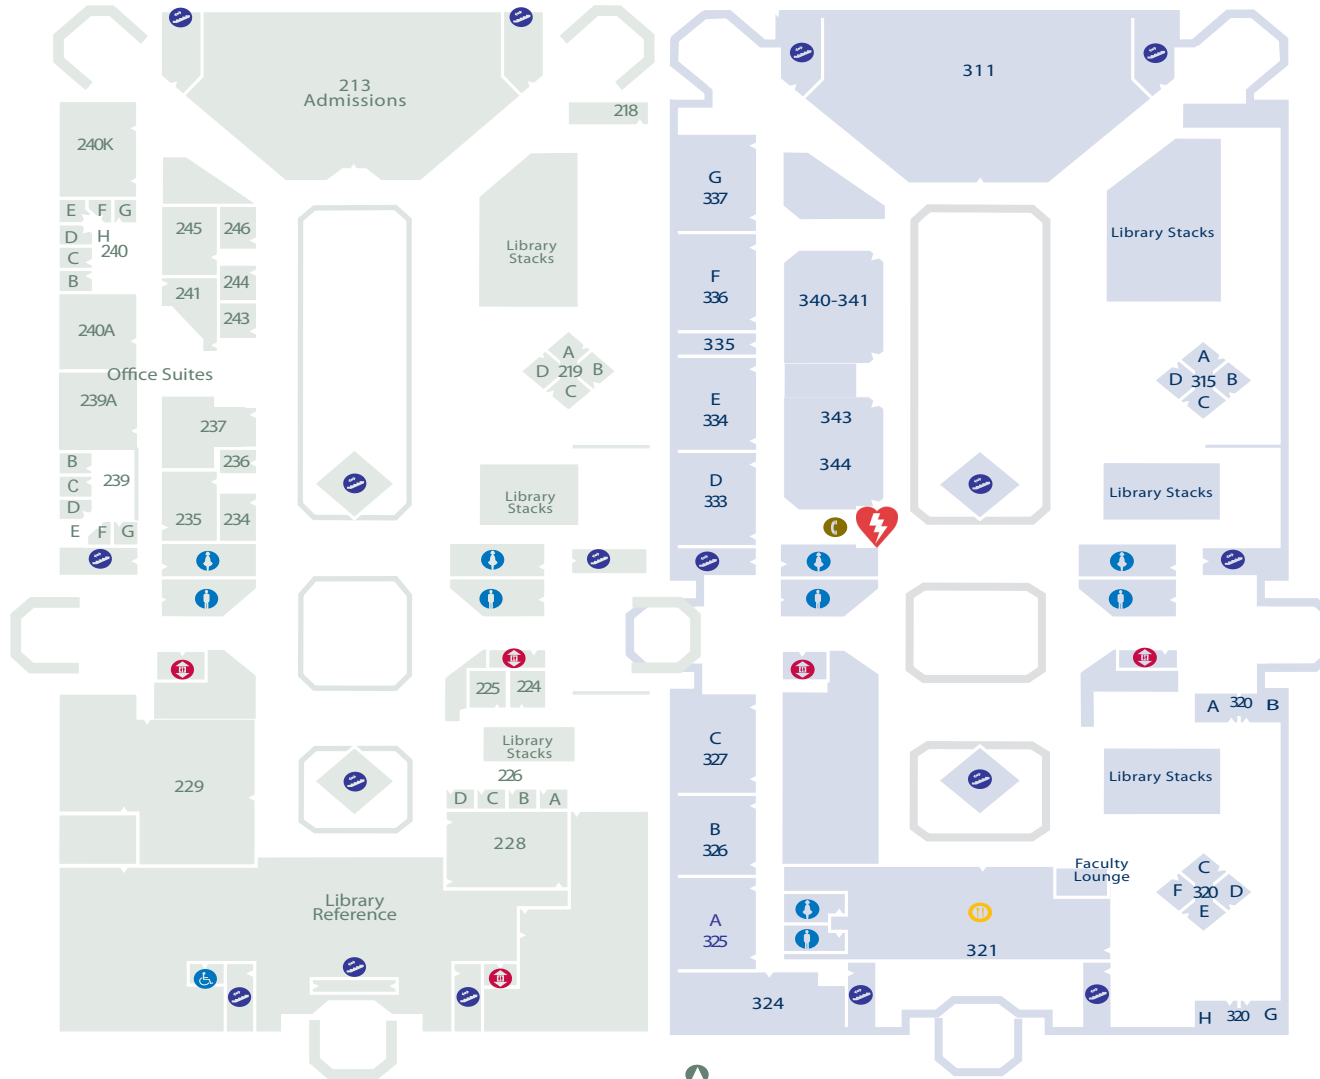 213
Admissions
218
240K
E F G
D H
240
C
B
245
246
244
241
243
240A
Office Suites
239A
237
236
B
239
C
D
E F G
235
234
Library
Stacks
A
D 219 B
C
Library
Stacks
225
224
Library
Stacks
226
D C B A
228
229
Library
Reference
311
G
337
F
336
335
E
334
D
333
340-341
343
344
Library Stacks
A
D 315 B
C
Library Stacks
A 320 B
C
327
B
326
A
325
324
Library Stacks
Faculty
Lounge
C
F 320 D
E
321
H 320 G